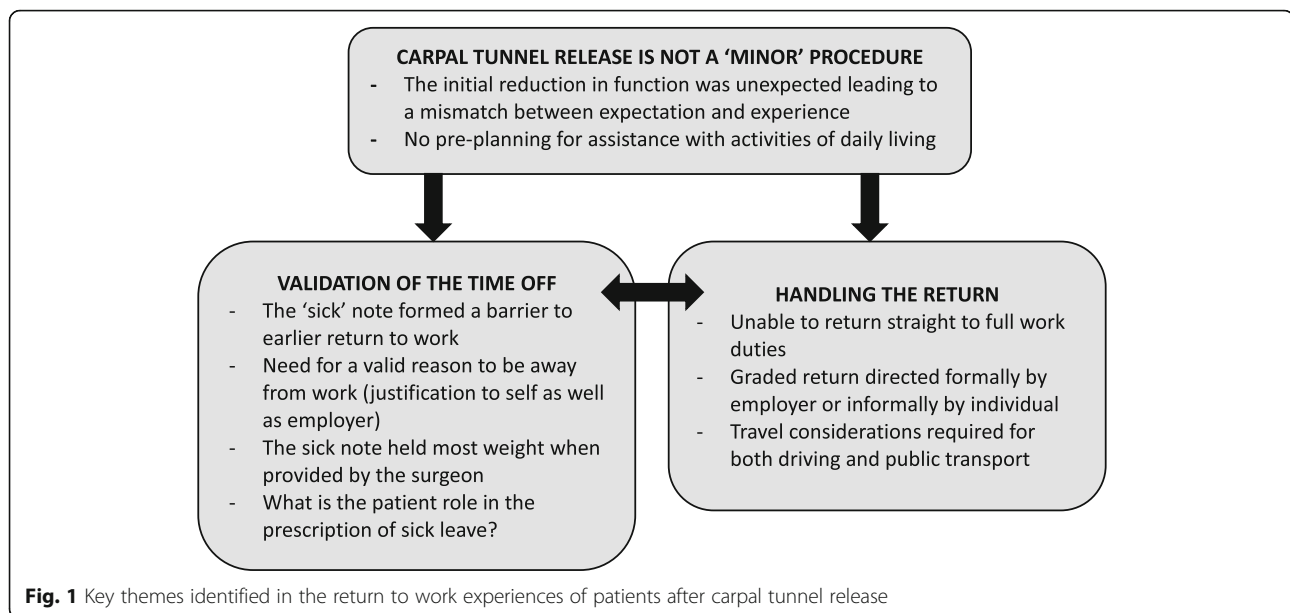 CARPAL TUNNEL RELEASE IS NOT A ‘MINOR’ PROCEDURE
- The initial reduction in function was unexpected leading to
a mismatch between expectation and experience
- No pre-planning for assistance with activities of daily living
VALIDATION OF THE TIME OFF
- The ‘sick’ note formed a barrier to
earlier return to work
- Need for a valid reason to be away
from work (justification to self as well
as employer)
- The sick note held most weight when
provided by the surgeon
- What is the patient role in the
prescription of sick leave?
HANDLING THE RETURN
- Unable to return straight to full work
duties
- Graded return directed formally by
employer or informally by individual
- Travel considerations required for
both driving and public transport
Fig. 1 Key themes identified in the return to work experiences of patients after carpal tunnel release